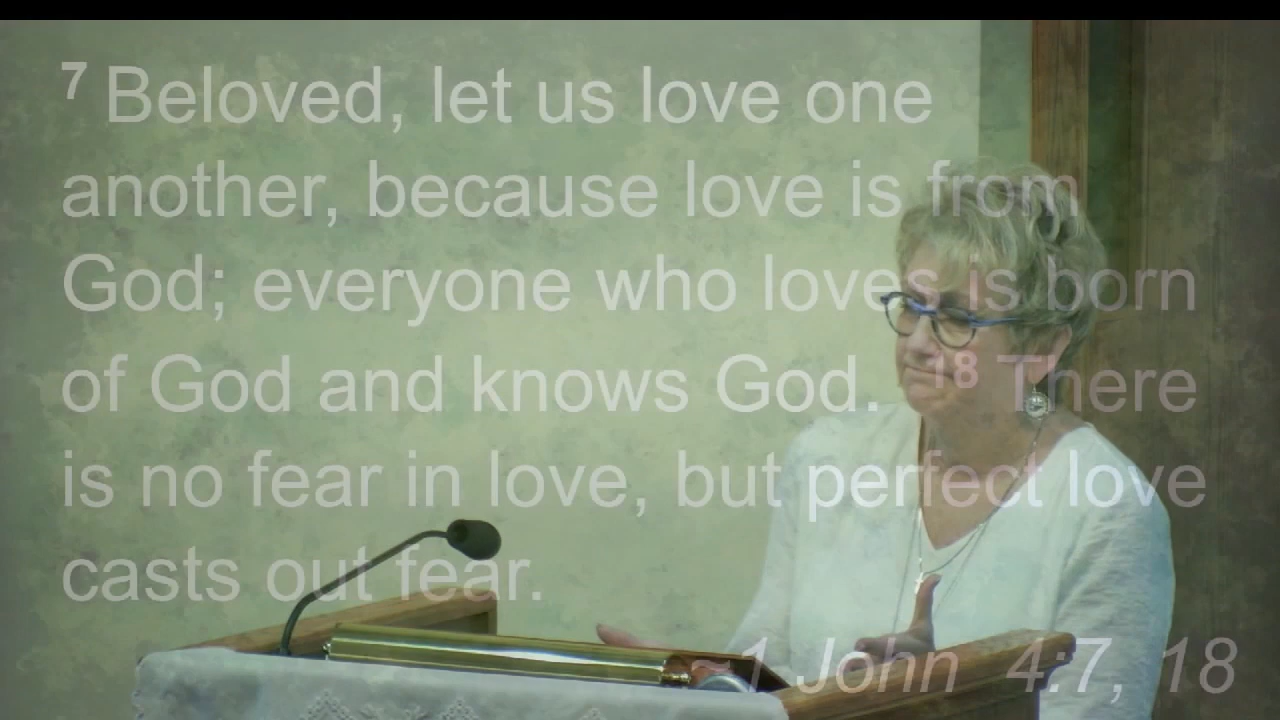 7 Beloved, let us love one
another, because love is from
God; everyone who loves is born
of God and knows God. 18 There
is no fear in love, but perfect love
casts out fear.
~1 John 4:7, 18